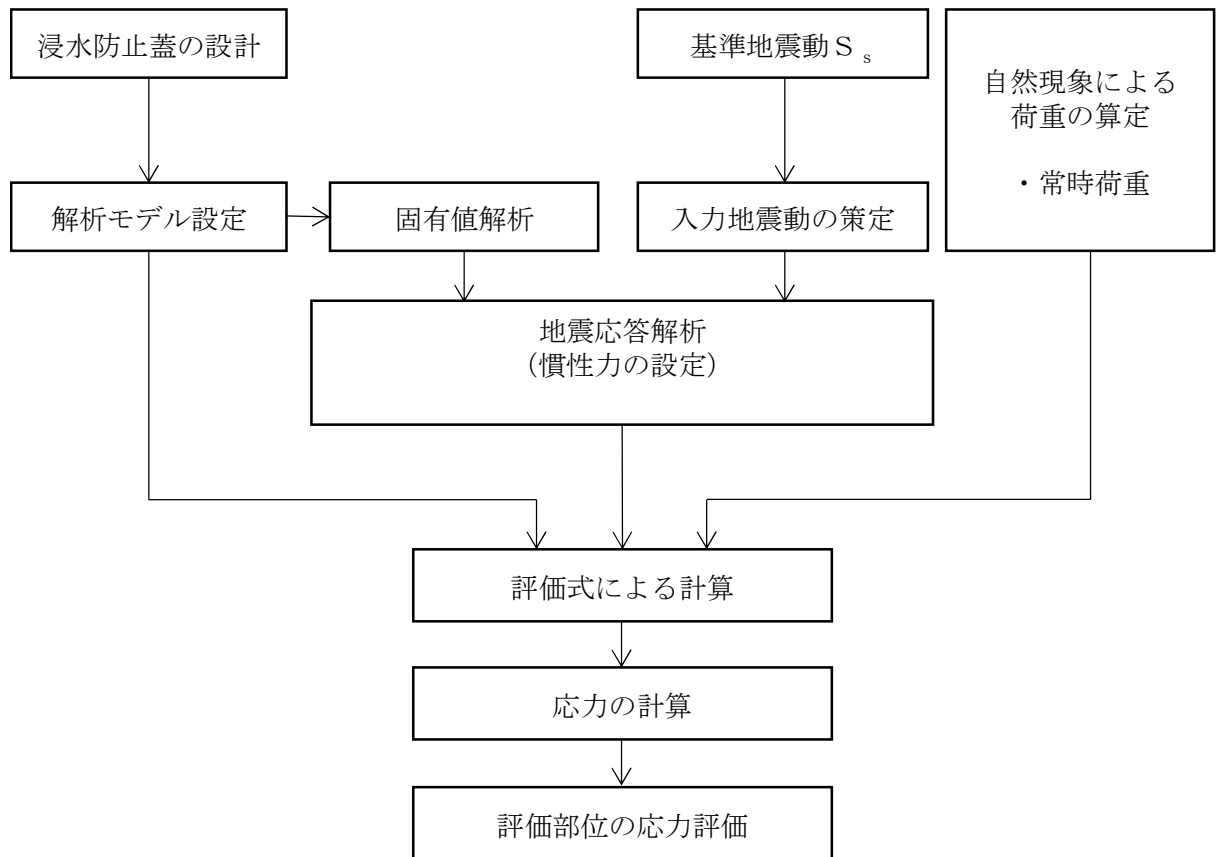 浸水防止蓋の設計
基準地震動Ｓs
自然現象による
荷重の算定
・常時荷重
解析モデル設定
固有値解析
入力地震動の策定
地震応答解析
（慣性力の設定）
評価式による計算
応力の計算
評価部位の応力評価